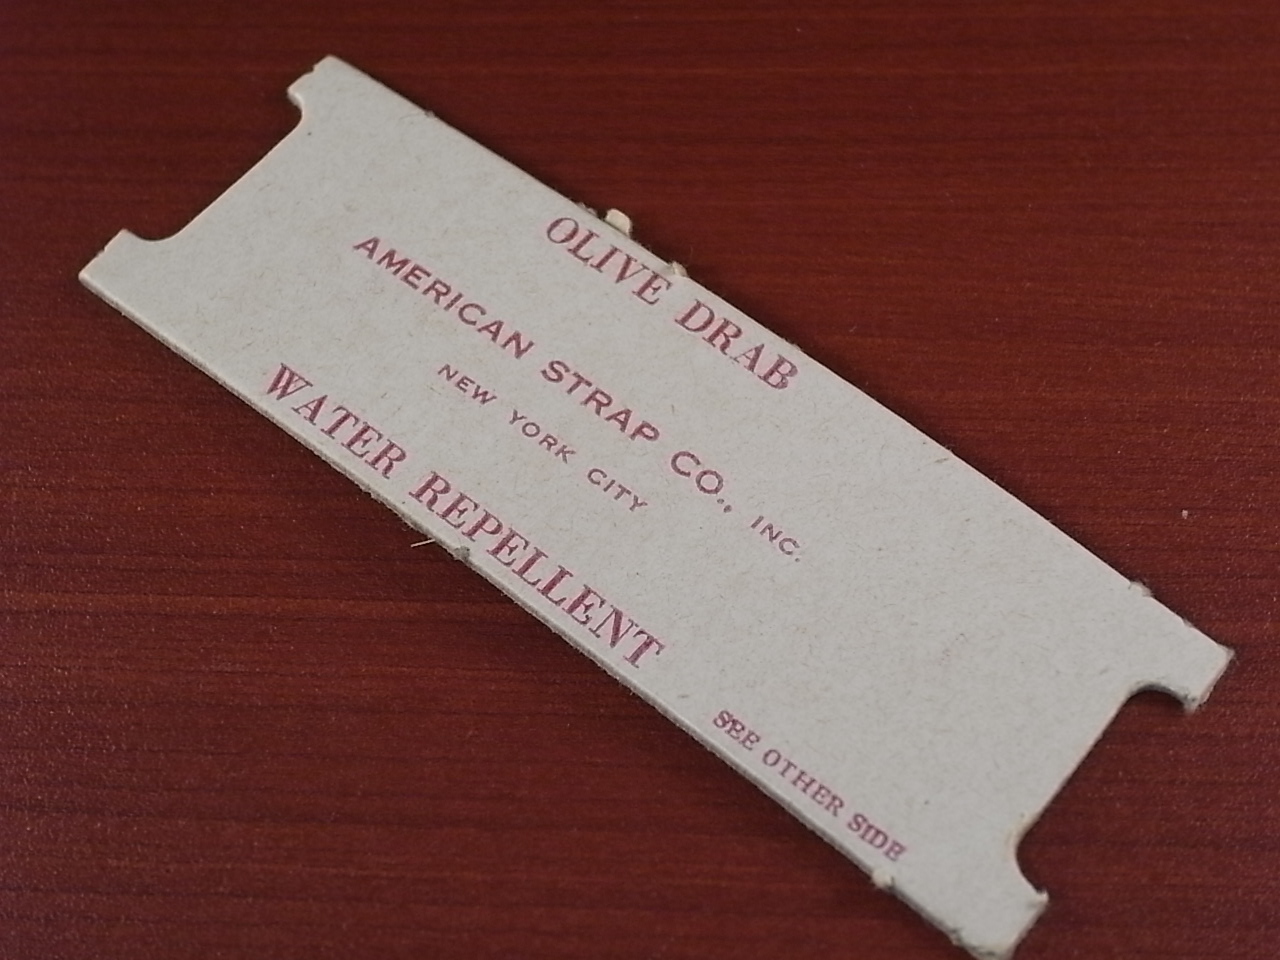 OLIVE DRAB
AMERICAN STRAP CO., INC.
NEW YORK CITY
WATER REPELLENT
SEE OTHER SIDE